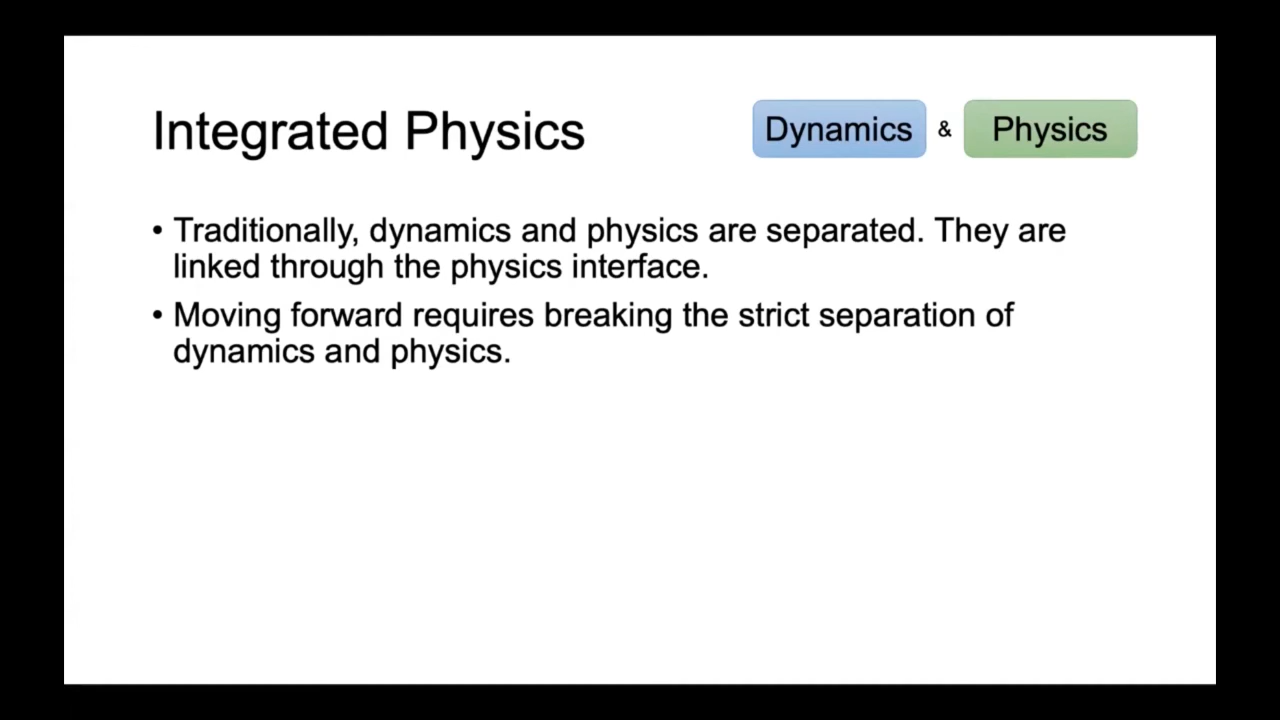 Integrated Physics
Dynamics & Physics
• Traditionally, dynamics and physics are separated. They are
linked through the physics interface.
• Moving forward requires breaking the strict separation of
dynamics and physics.